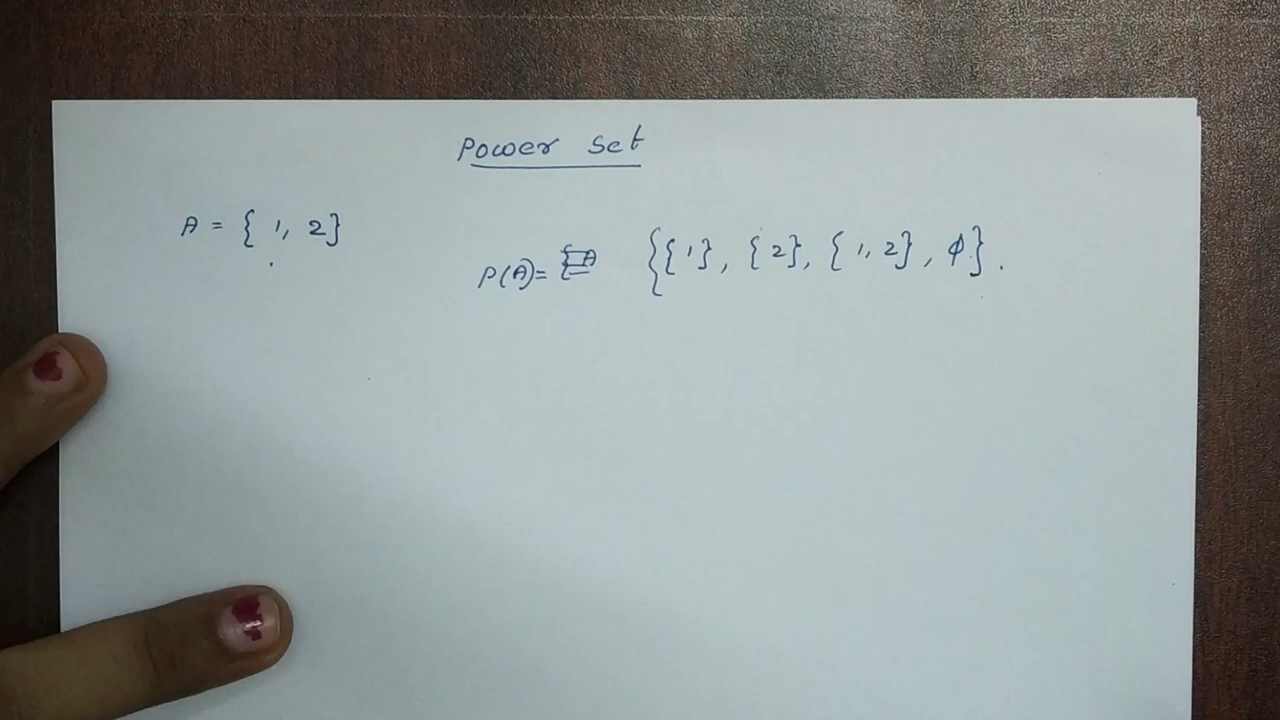 Power Set
A = { 1, 2}
P(A)= {{1}, {2}, {1, 2}, ϕ}.